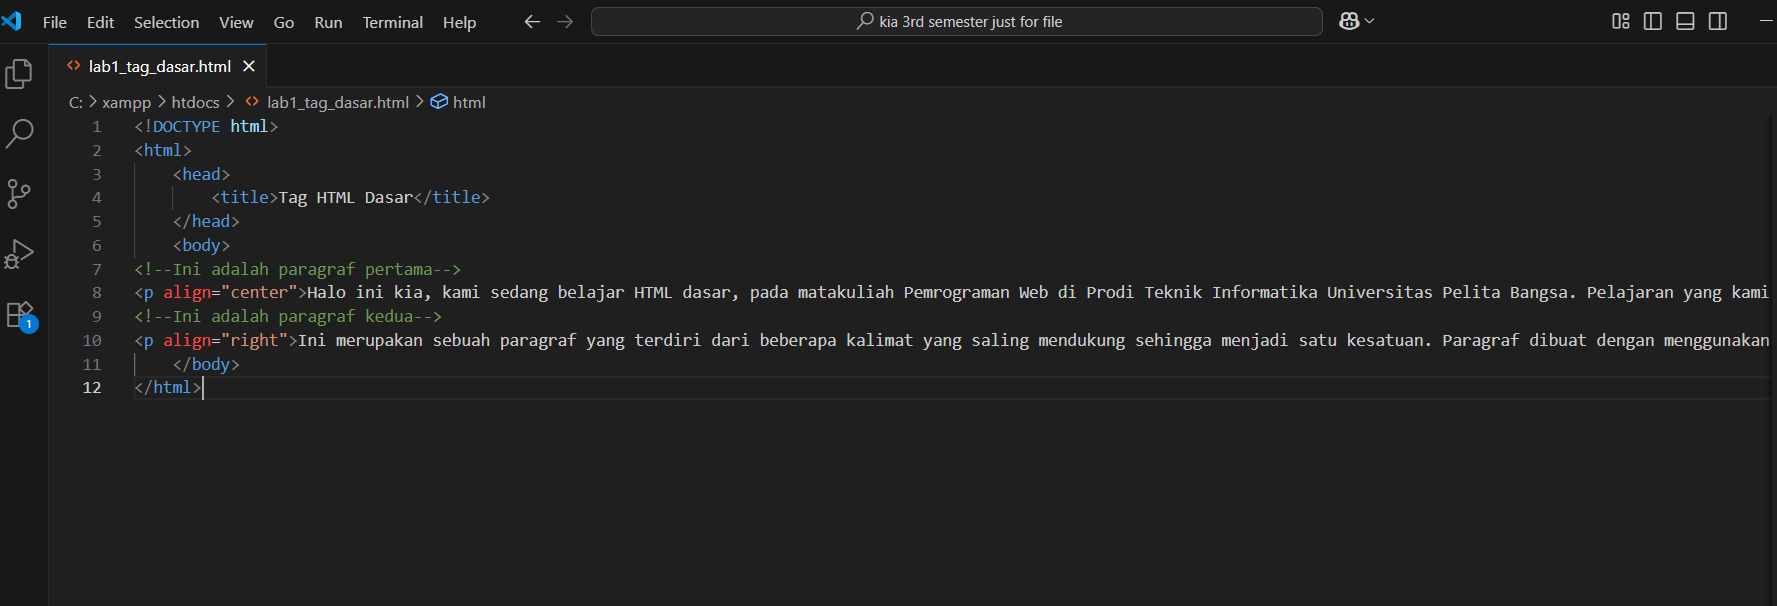 File Edit Selection View Go Run Terminal Help
kia 3rd semester just for file
lab1_tag_dasar.html
C: > xampp > htdocs > lab1_tag_dasar.html > html
1 <!DOCTYPE html>
2 <html>
3 <head>
4 <title>Tag HTML Dasar</title>
5 </head>
6 <body>
7 <!--Ini adalah paragraf pertama-->
8 <p align="center">Halo ini kia, kami sedang belajar HTML dasar, pada matakuliah Pemrograman Web di Prodi Teknik Informatika Universitas Pelita Bangsa. Pelajaran yang kami
9 <!--Ini adalah paragraf kedua-->
10 <p align="right">Ini merupakan sebuah paragraf yang terdiri dari beberapa kalimat yang saling mendukung sehingga menjadi satu kesatuan. Paragraf dibuat dengan menggunakan
11 </body>
12 </html>
1